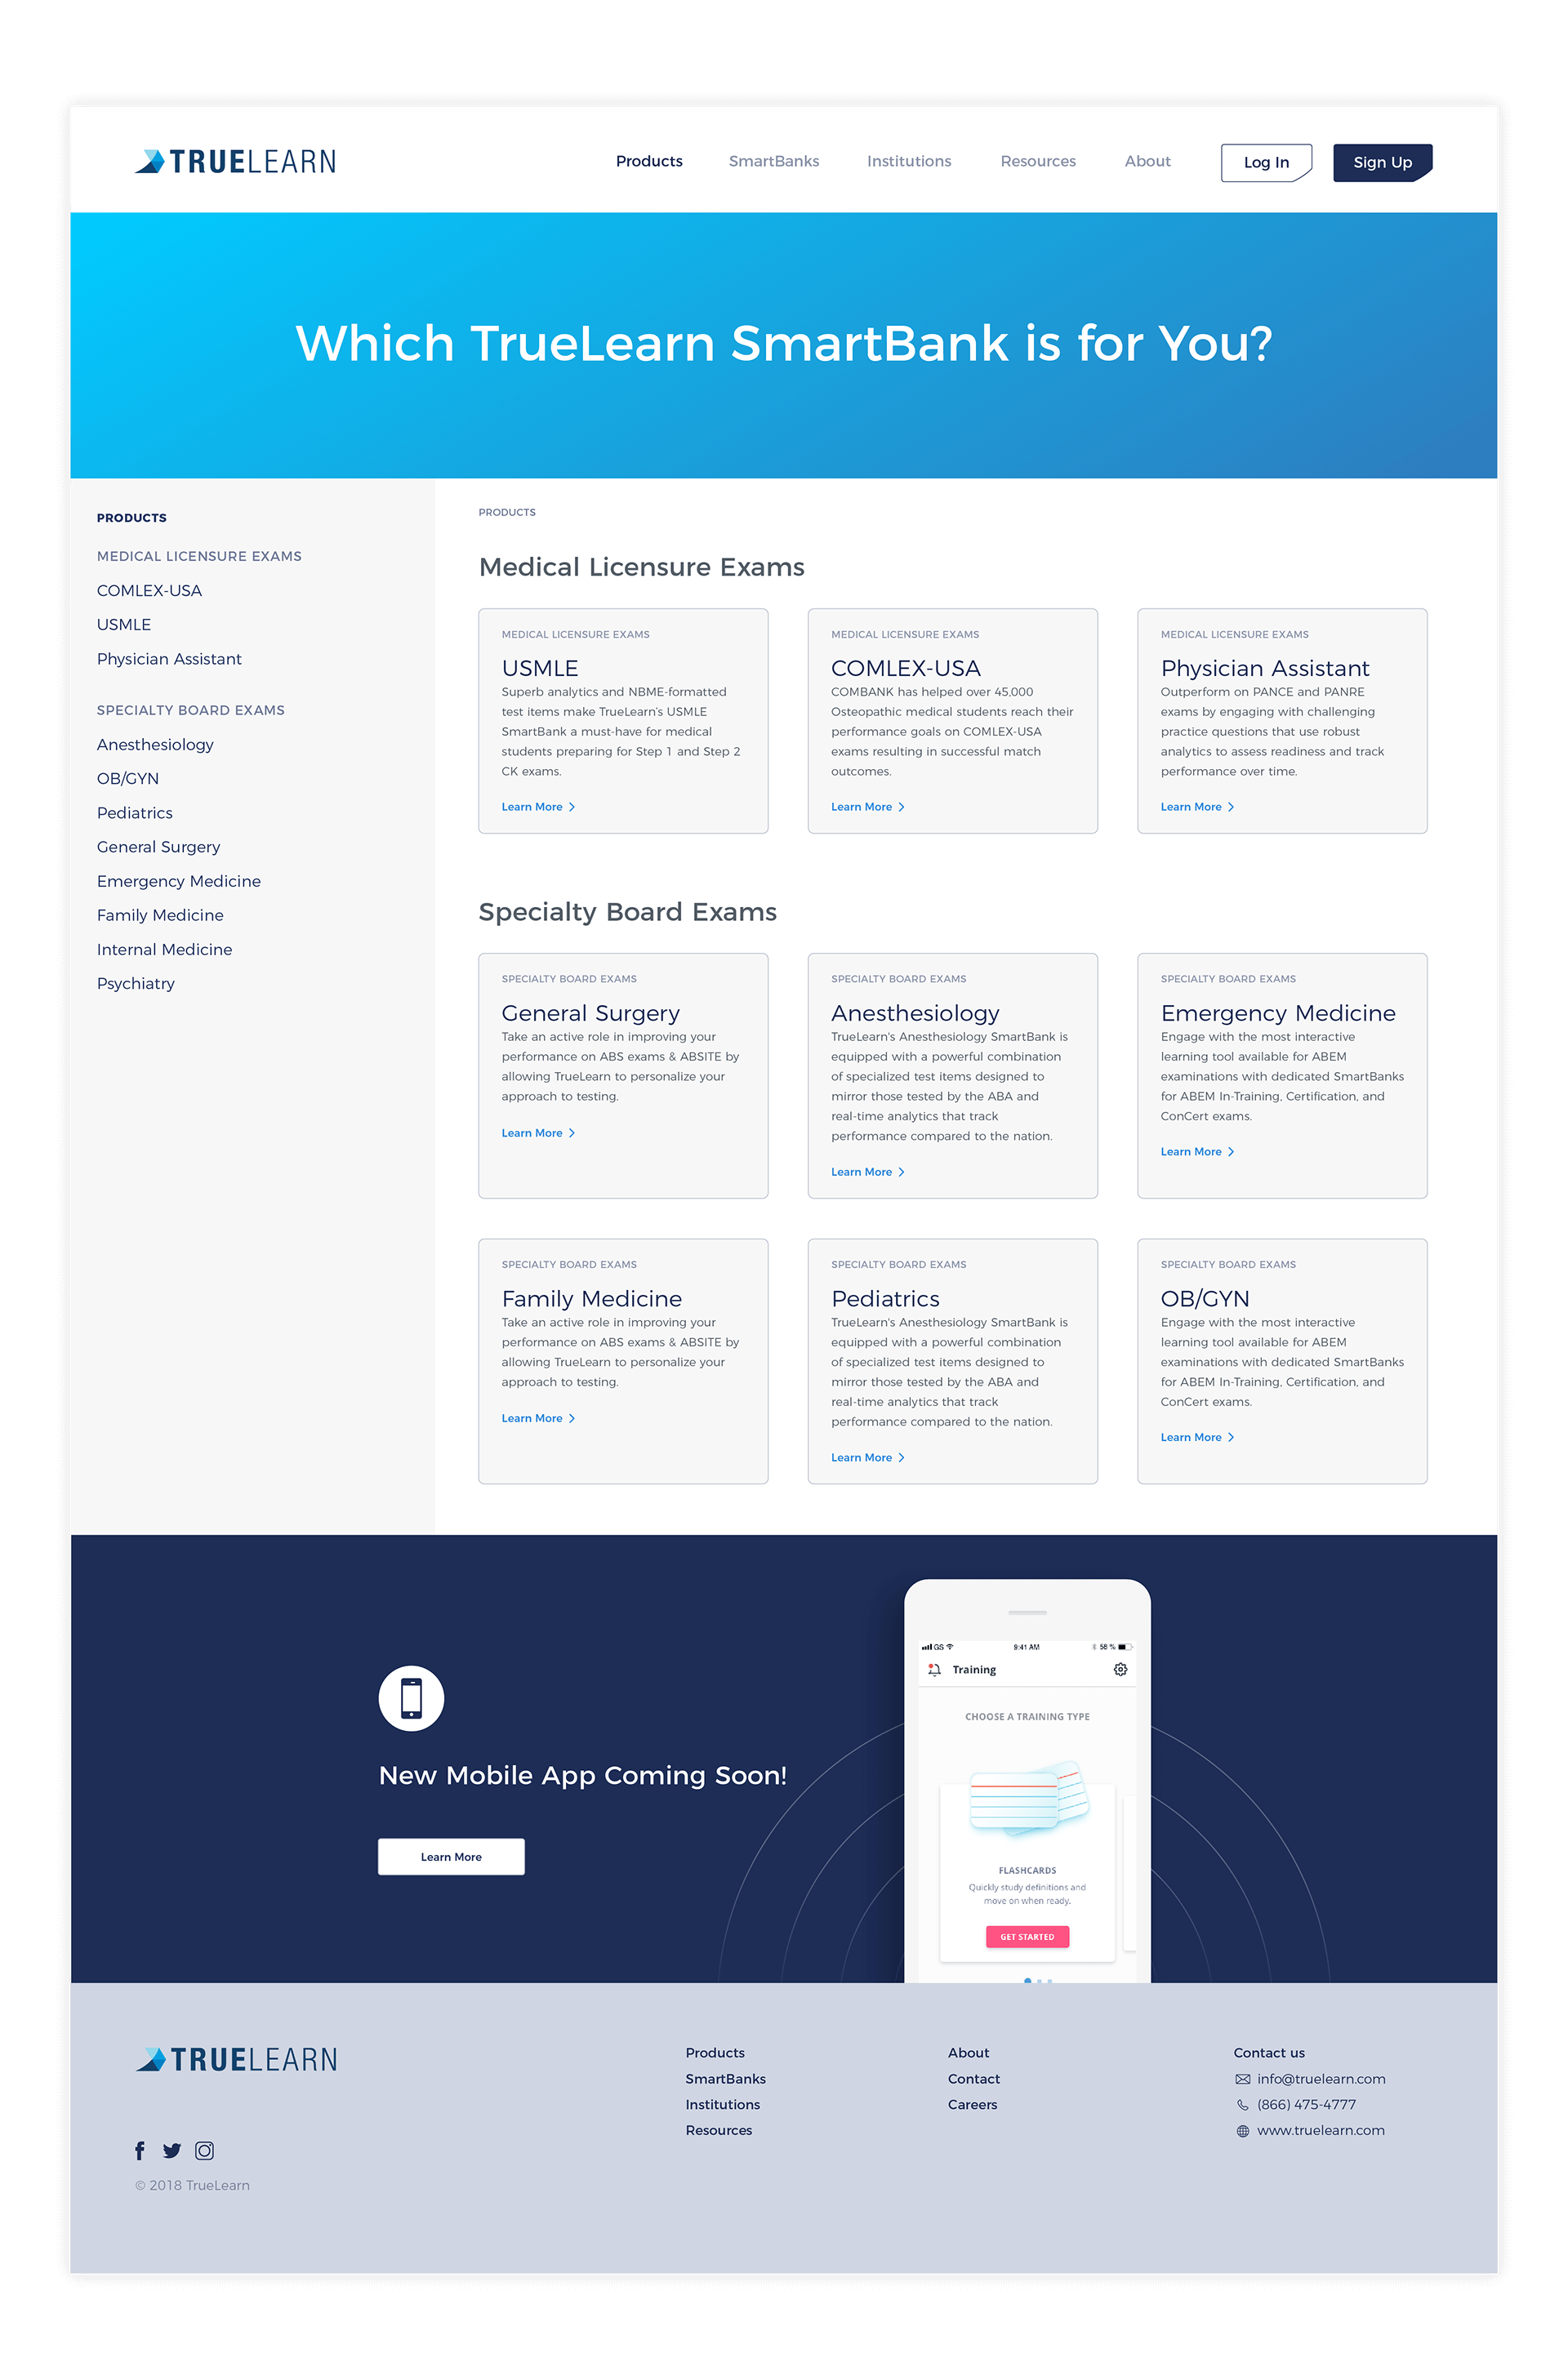 TRUELEARN
Products
SmartBanks
Institutions
Resources
About
Log In
Sign Up
Which TrueLearn SmartBank is for You?
PRODUCTS
MEDICAL LICENSURE EXAMS
COMLEX-USA
USMLE
Physician Assistant
SPECIALTY BOARD EXAMS
Anesthesiology
OB/GYN
Pediatrics
General Surgery
Emergency Medicine
Family Medicine
Internal Medicine
Psychiatry
PRODUCTS
Medical Licensure Exams
MEDICAL LICENSURE EXAMS
USMLE
Superb analytics and NBME-formatted
test items make TrueLearn's USMLE
SmartBank a must-have for medical
students preparing for Step 1 and Step 2
CK exams.
Learn More
MEDICAL LICENSURE EXAMS
COMLEX-USA
COMBANK has helped over 45,000
Osteopathic medical students reach their
performance goals on COMLEX-USA
exams resulting in successful match
outcomes.
Learn More
MEDICAL LICENSURE EXAMS
Physician Assistant
Outperform on PANCE and PANRE
exams by engaging with challenging
practice questions that use robust
analytics to assess readiness and track
performance over time.
Learn More
Specialty Board Exams
SPECIALTY BOARD EXAMS
General Surgery
Take an active role in improving your
performance on ABS exams & ABSITE by
allowing TrueLearn to personalize your
approach to testing.
Learn More
SPECIALTY BOARD EXAMS
Anesthesiology
TrueLearn's Anesthesiology SmartBank is
equipped with a powerful combination
of specialized test items designed to
mirror those tested by the ABA and
real-time analytics that track
performance compared to the nation.
Learn More
SPECIALTY BOARD EXAMS
Emergency Medicine
Engage with the most interactive
learning tool available for ABEM
examinations with dedicated SmartBanks
for ABEM In-Training, Certification, and
ConCert exams.
Learn More
SPECIALTY BOARD EXAMS
Family Medicine
Take an active role in improving your
performance on ABS exams & ABSITE by
allowing TrueLearn to personalize your
approach to testing.
Learn More
SPECIALTY BOARD EXAMS
Pediatrics
TrueLearn's Anesthesiology SmartBank is
equipped with a powerful combination
of specialized test items designed to
mirror those tested by the ABA and
real-time analytics that track
performance compared to the nation.
Learn More
SPECIALTY BOARD EXAMS
OB/GYN
Engage with the most interactive
learning tool available for ABEM
examinations with dedicated SmartBanks
for ABEM In-Training, Certification, and
ConCert exams.
Learn More
New Mobile App Coming Soon!
Learn More
GS 9:41 AM 58 %
Training
CHOOSE A TRAINING TYPE
FLASHCARDS
Quickly study definitions and
move on when ready.
GET STARTED
TRUELEARN
© 2018 TrueLearn
Products
SmartBanks
Institutions
Resources
About
Contact
Careers
Contact us
info@truelearn.com
(866) 475-4777
www.truelearn.com